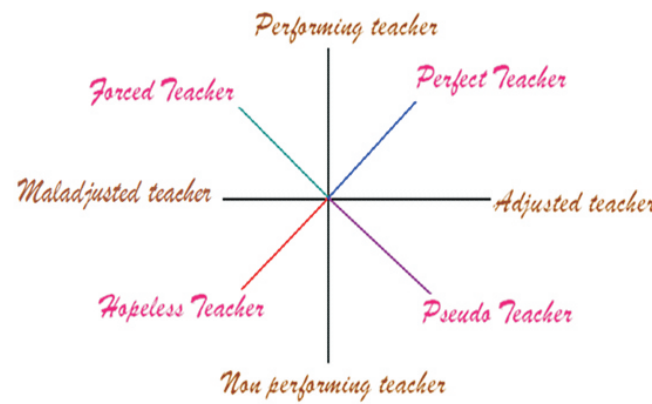 Performing teacher
Forced Teacher
Perfect Teacher
Maladjusted teacher
Adjusted teacher
Hopeless Teacher
Pseudo Teacher
Non performing teacher